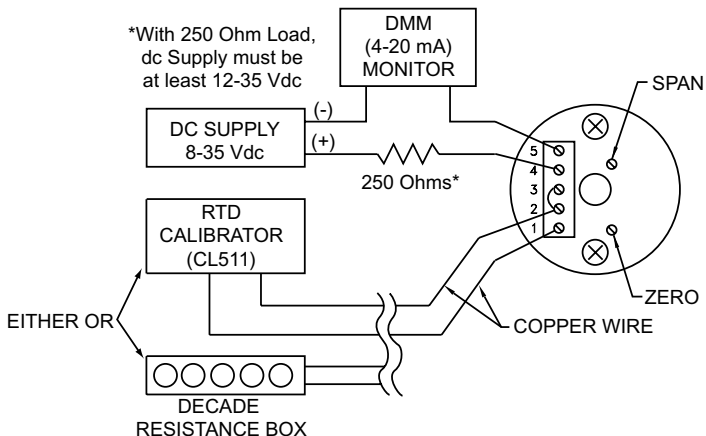 *With 250 Ohm Load,
dc Supply must be
at least 12-35 Vdc
DMM
(4-20 mA)
MONITOR
SPAN
(-)
DC SUPPLY
8-35 Vdc
(+)
250 Ohms*
5
4
3
2
1
RTD
CALIBRATOR
(CL511)
ZERO
EITHER OR
COPPER WIRE
DECADE
RESISTANCE BOX